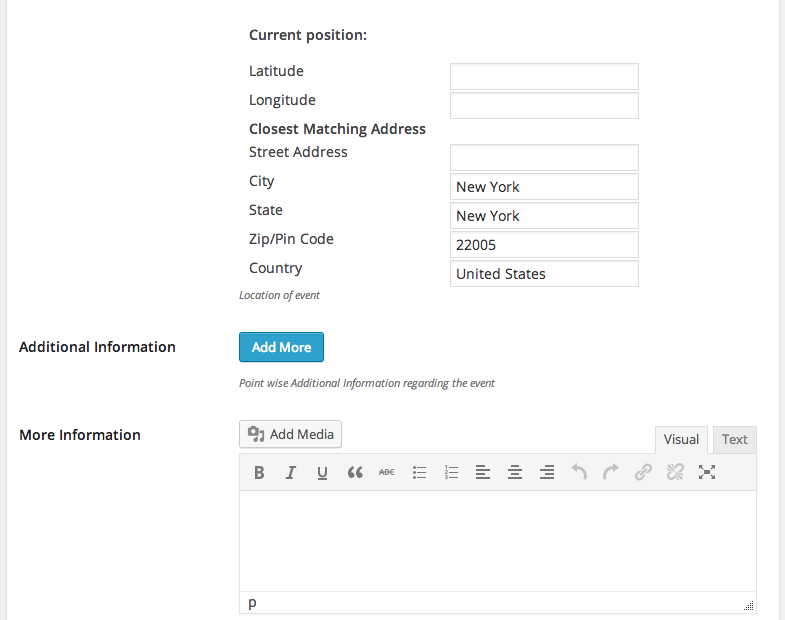 Current position:
Latitude
Longitude
Closest Matching Address
Street Address
City New York
State New York
Zip/Pin Code 22005
Country United States
Location of event
Additional Information Add More
Point wise Additional Information regarding the event
More Information Add Media
Visual Text
B I U “ ABC
p